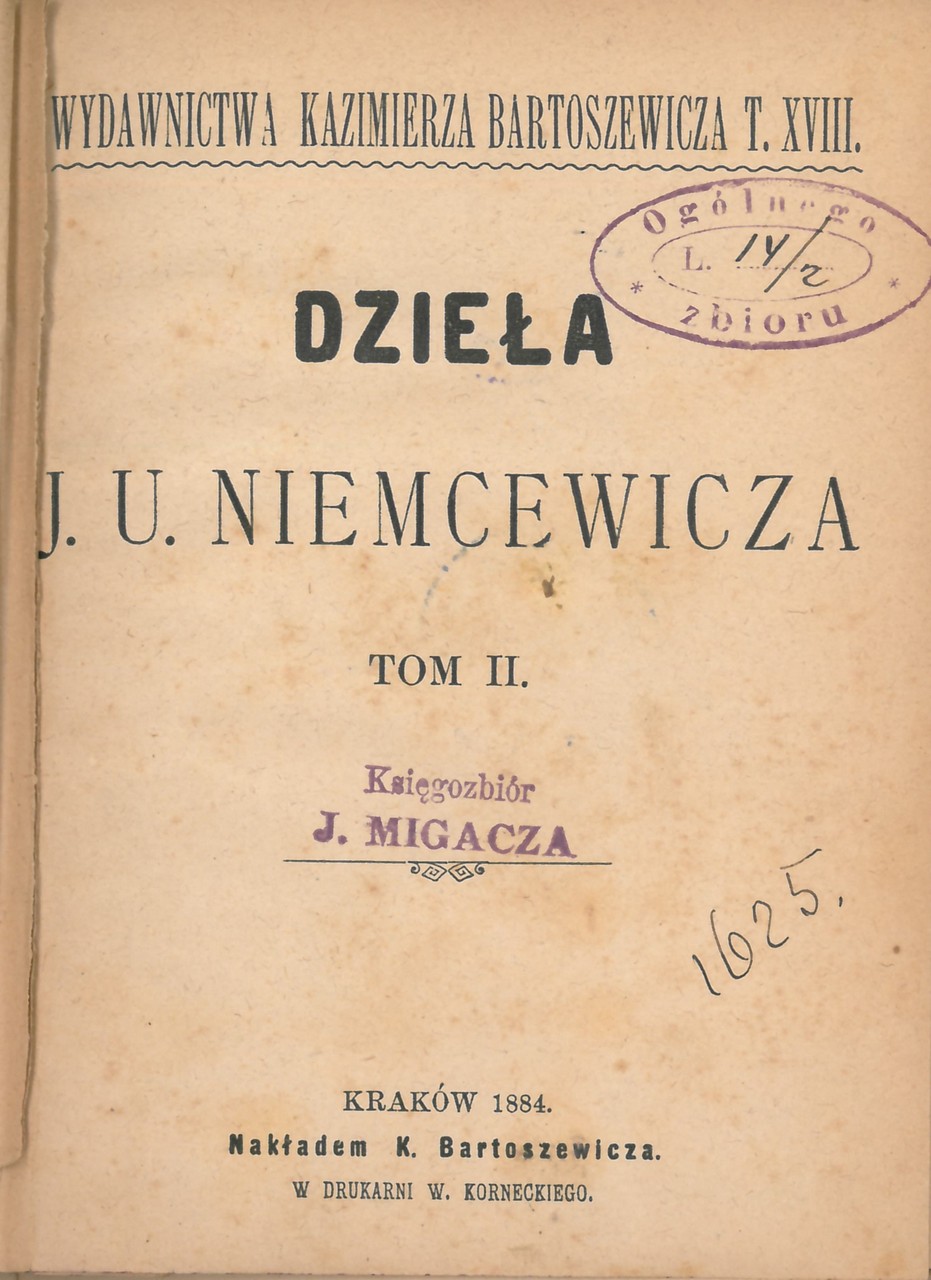 WYDAWNICTWA KAZIMIERZA BARTOSZEWICZA T. XVIII.
Ogólnego
L. 14/2
* zbioru *
DZIEŁA
J. U. NIEMCEWICZA
TOM II.
Księgozbiór
J. MIGACZA
1625.
KRAKÓW 1884.
Nakładem K. Bartoszewicza.
W DRUKARNI W. KORNECKIEGO.